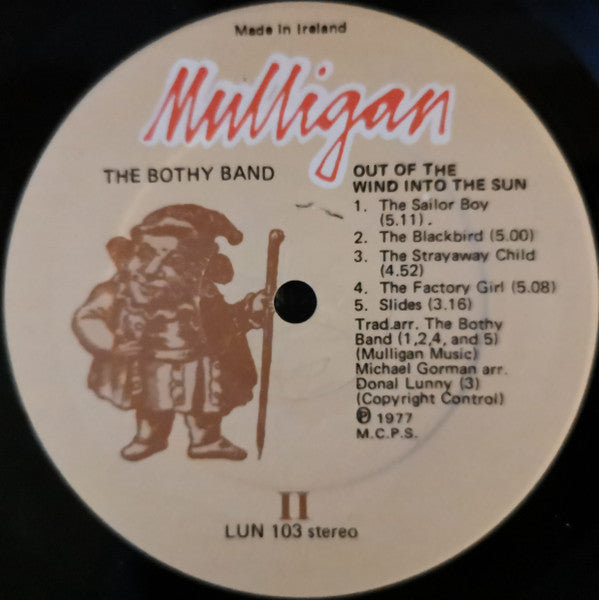 Made in Ireland
Mulligan
THE BOTHY BAND
OUT OF THE
WIND INTO THE SUN
1. The Sailor Boy
(5.11).
2. The Blackbird (5.00)
3. The Strayaway Child
(4.52)
4. The Factory Girl (5.08)
5. Slides (3.16)
Trad.arr. The Bothy
Band (1,2,4, and 5)
(Mulligan Music)
Michael Gorman arr.
Donal Lunny (3)
(Copyright Control)
℗ 1977
M.C.P.S.
II
LUN 103 stereo